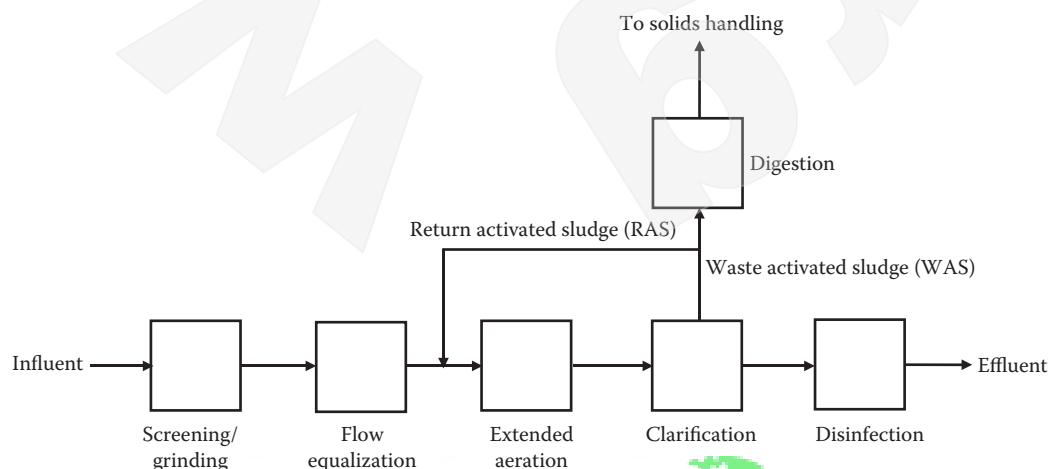 To solids handling
Digestion
Return activated sludge (RAS)
Waste activated sludge (WAS)
Influent
Effluent
Screening/
grinding
Flow
equalization
Extended
aeration
Clarification
Disinfection